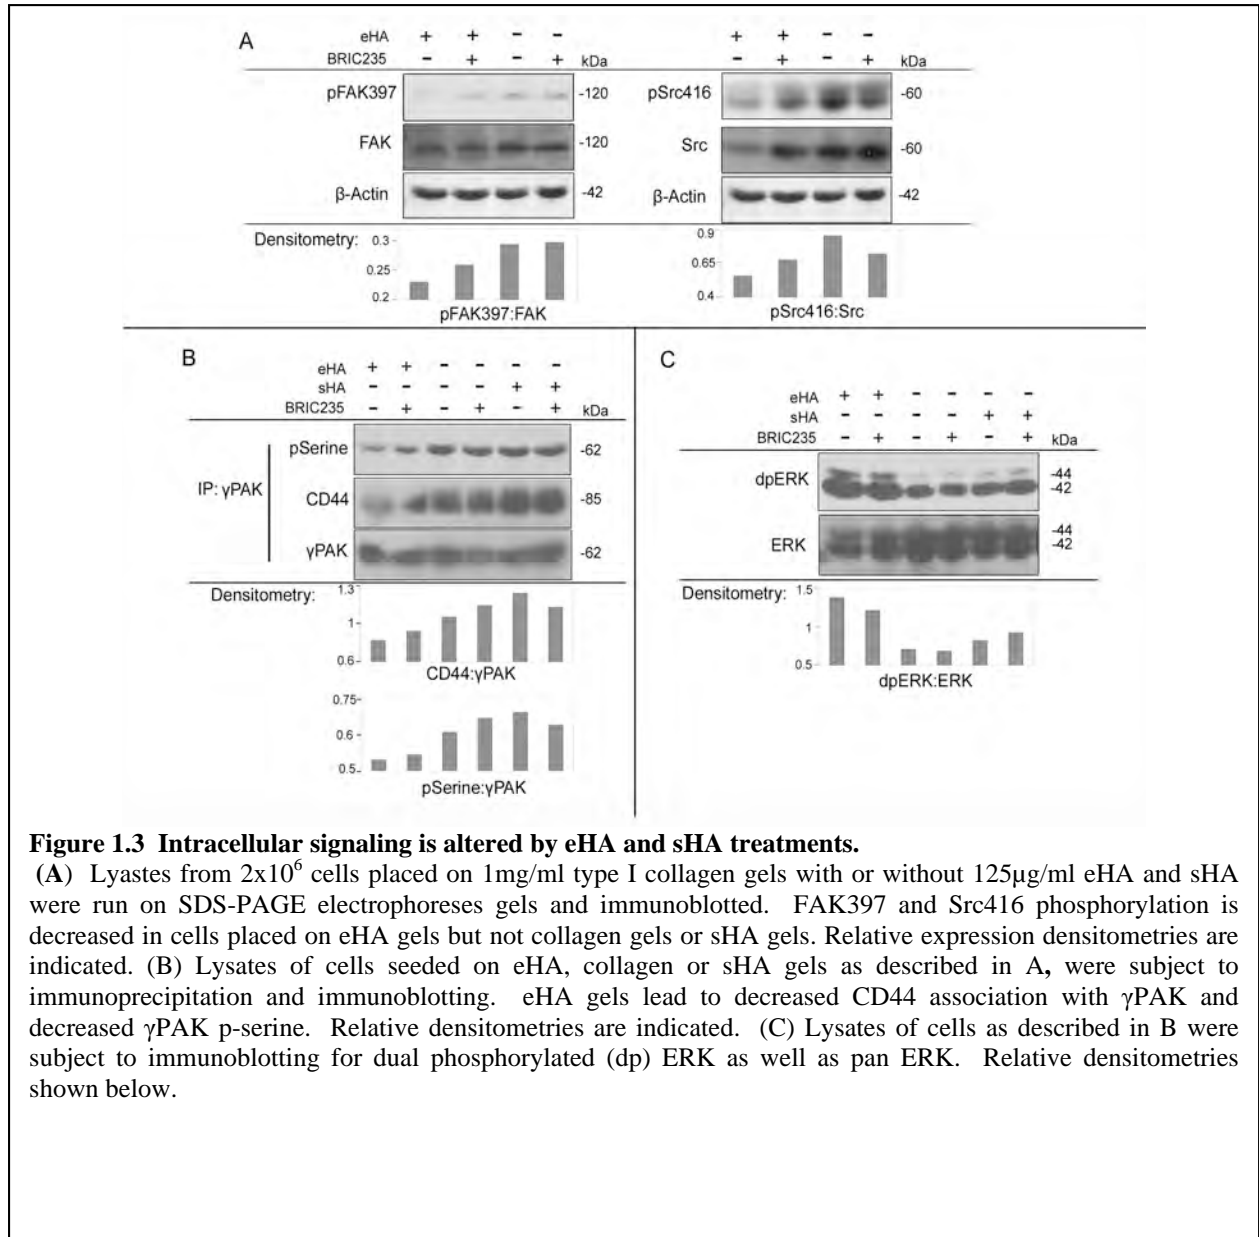 A
eHA + + - -
BRIC235 - + - + kDa
pFAK397 -120
FAK -120
β-Actin -42
Densitometry: 0.3-
0.25
0.2
pFAK397:FAK
+ + - -
- + - + kDa
pSrc416 -60
Src -60
β-Actin -42
0.9
0.65
0.4
pSrc416:Src
B
eHA + + - - - -
sHA - - - - + +
BRIC235 - + - + - + kDa
IP: γPAK
pSerine -62
CD44 -85
γPAK -62
Densitometry: 1.3
1
0.6-
CD44:γPAK
0.75
0.6
0.5-
pSerine:γPAK
C
eHA + + - - - -
sHA - - - - + +
BRIC235 - + - + - + kDa
dpERK -44
-42
ERK -44
-42
Densitometry: 1.5
1
0.5-
dpERK:ERK
Figure 1.3 Intracellular signaling is altered by eHA and sHA treatments.
(A) Lyastes from 2x10⁶ cells placed on 1mg/ml type I collagen gels with or without 125µg/ml eHA and sHA
were run on SDS-PAGE electrophoreses gels and immunoblotted. FAK397 and Src416 phosphorylation is
decreased in cells placed on eHA gels but not collagen gels or sHA gels. Relative expression densitometries are
indicated. (B) Lysates of cells seeded on eHA, collagen or sHA gels as described in A, were subject to
immunoprecipitation and immunoblotting. eHA gels lead to decreased CD44 association with γPAK and
decreased γPAK p-serine. Relative densitometries are indicated. (C) Lysates of cells as described in B were
subject to immunoblotting for dual phosphorylated (dp) ERK as well as pan ERK. Relative densitometries
shown below.